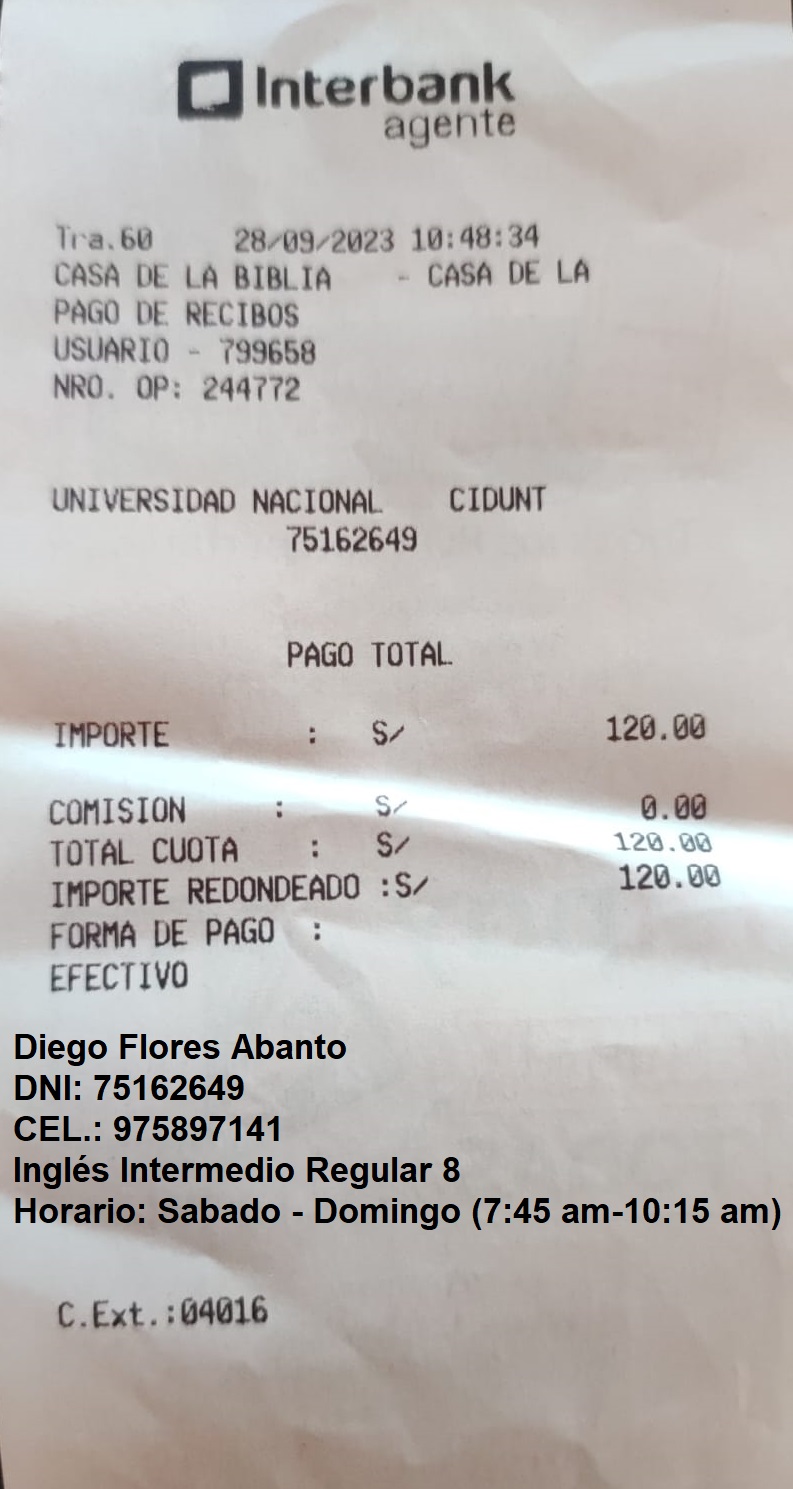 Interbank
agente
Tra.60 28/09/2023 10:48:34
CASA DE LA BIBLIA - CASA DE LA
PAGO DE RECIBOS
USUARIO - 799658
NRO. OP: 244772
UNIVERSIDAD NACIONAL CIDUNT
75162649
PAGO TOTAL
IMPORTE : S/ 120.00
COMISION : S/ 0.00
TOTAL CUOTA : S/ 120.00
IMPORTE REDONDEADO :S/ 120.00
FORMA DE PAGO :
EFECTIVO
Diego Flores Abanto
DNI: 75162649
CEL.: 975897141
Inglés Intermedio Regular 8
Horario: Sabado - Domingo (7:45 am-10:15 am)
C.Ext.:04016